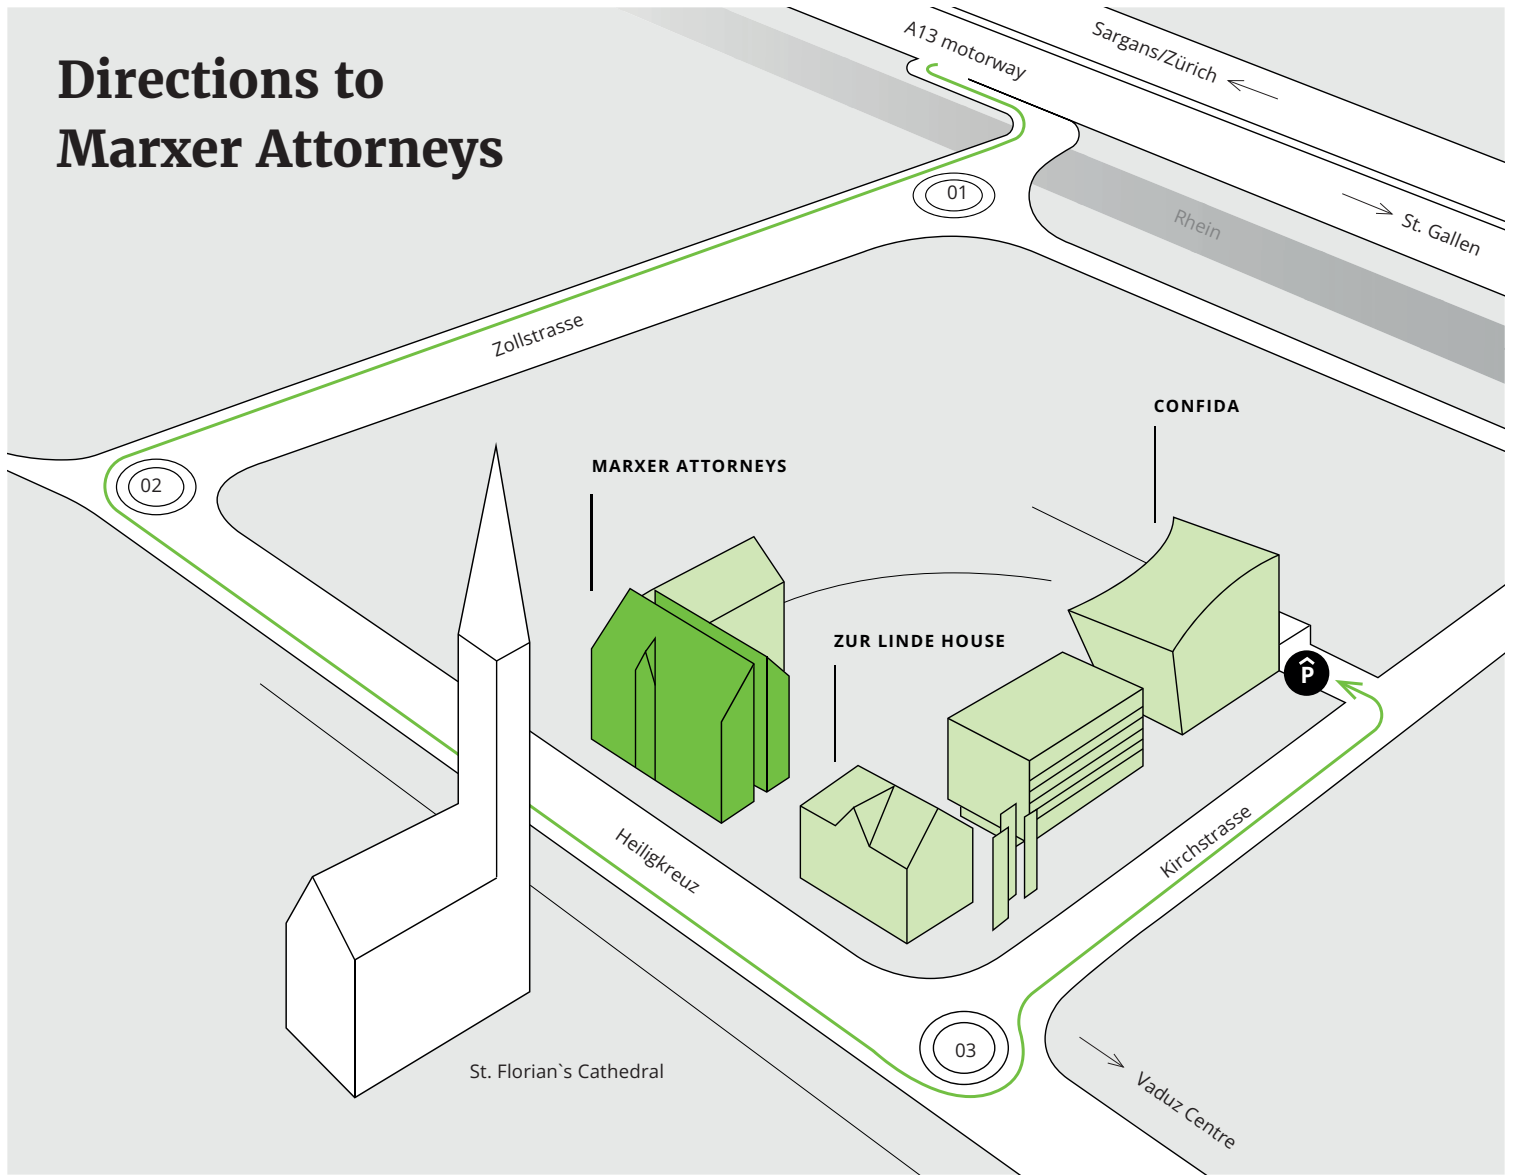 Directions to
Marxer Attorneys
A13 motorway
Sargans/Zürich
St. Gallen
Rhein
01
Zollstrasse
02
CONFIDA
MARXER ATTORNEYS
ZUR LINDE HOUSE
P
Heiligkreuz
Kirchstrasse
03
St. Florian`s Cathedral
Vaduz Centre